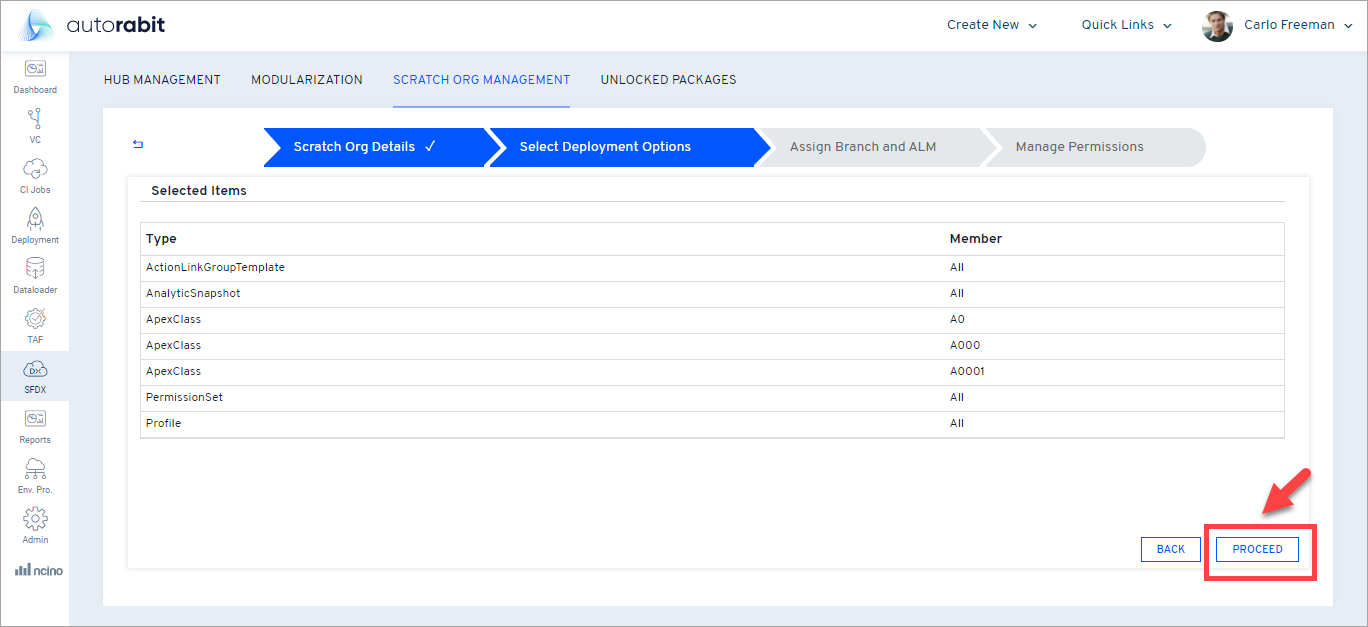 autorabit
Create New
Quick Links
Carlo Freeman
Dashboard
VC
CI Jobs
Deployment
Dataloader
TAF
DX
SFDX
Reports
Env. Pro.
Admin
ncino
HUB MANAGEMENT
MODULARIZATION
SCRATCH ORG MANAGEMENT
UNLOCKED PACKAGES
Scratch Org Details ✓
Select Deployment Options
Assign Branch and ALM
Manage Permissions
Selected Items
Type Member
ActionLinkGroupTemplate All
AnalyticSnapshot All
ApexClass A0
ApexClass A000
ApexClass A0001
PermissionSet All
Profile All
BACK
PROCEED